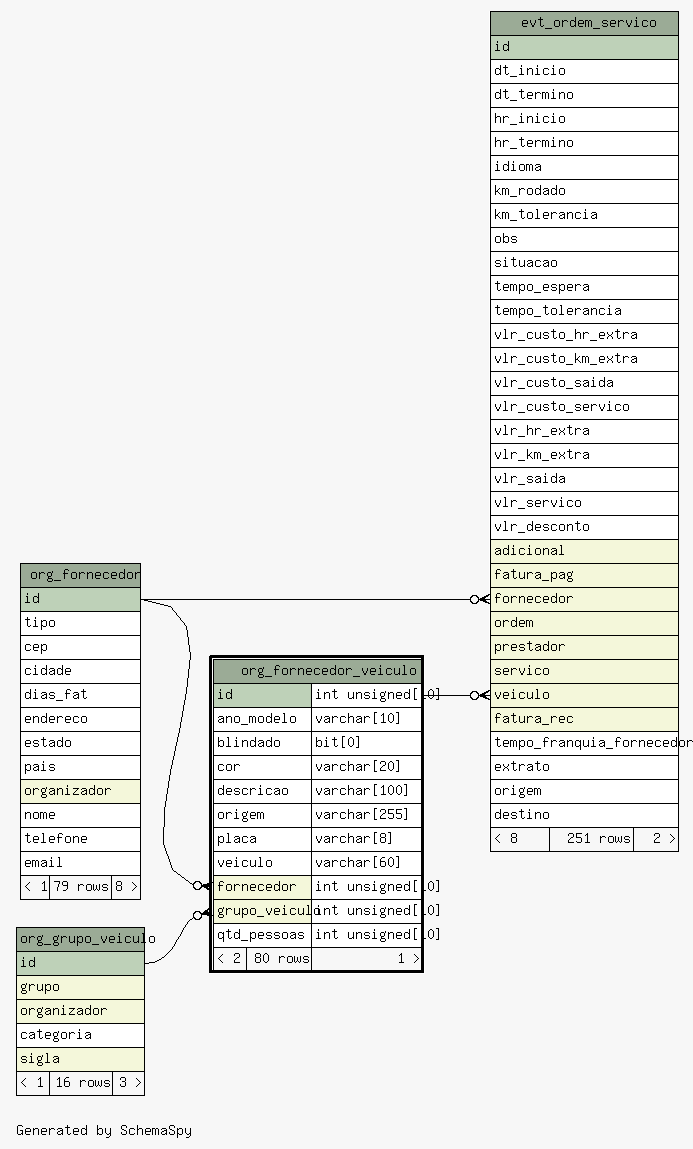 evt_ordem_servico
id
dt_inicio
dt_termino
hr_inicio
hr_termino
idioma
km_rodado
km_tolerancia
obs
situacao
tempo_espera
tempo_tolerancia
vlr_custo_hr_extra
vlr_custo_km_extra
vlr_custo_saida
vlr_custo_servico
vlr_hr_extra
vlr_km_extra
vlr_saida
vlr_servico
vlr_desconto
adicional
fatura_pag
fornecedor
ordem
prestador
servico
veiculo
fatura_rec
tempo_franquia_fornecedor
extrato
origem
destino
< 8 251 rows 2 >
org_fornecedor
id
tipo
cep
cidade
dias_fat
endereco
estado
pais
organizador
nome
telefone
email
< 1 79 rows 8 >
org_fornecedor_veiculo
id int unsigned[10]
ano_modelo varchar[10]
blindado bit[0]
cor varchar[20]
descricao varchar[100]
origem varchar[255]
placa varchar[8]
veiculo varchar[60]
fornecedor int unsigned[10]
grupo_veiculo int unsigned[10]
qtd_pessoas int unsigned[10]
< 2 80 rows 1 >
org_grupo_veiculo
id
grupo
organizador
categoria
sigla
< 1 16 rows 3 >
Generated by SchemaSpy